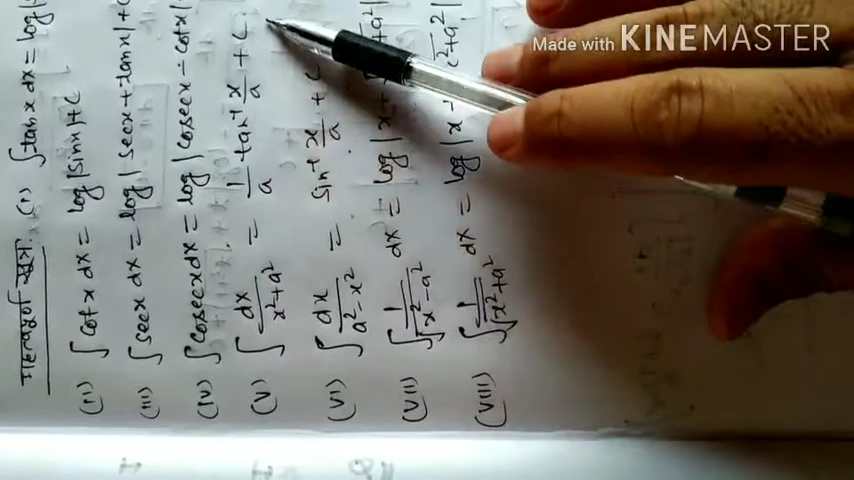 Made with KINEMASTER
महत्वपूर्ण सूत्र (I) ∫tan x dx = log|
(II) ∫cot x dx = log|sin x| + c
(III) ∫sec x dx = log|sec x + tan x| + c
(IV) ∫cosec x dx = log|cosec x - cot x|
(V) ∫ dx/(x²+a²) = 1/a tan⁻¹ x/a + c.
(VI) ∫ dx/(a²-x²) = sin⁻¹ x/a + c
(VII) ∫ 1/√(x²-a²) dx = log|x +
(VIII) ∫ 1/√(x²+a²) dx = log|x